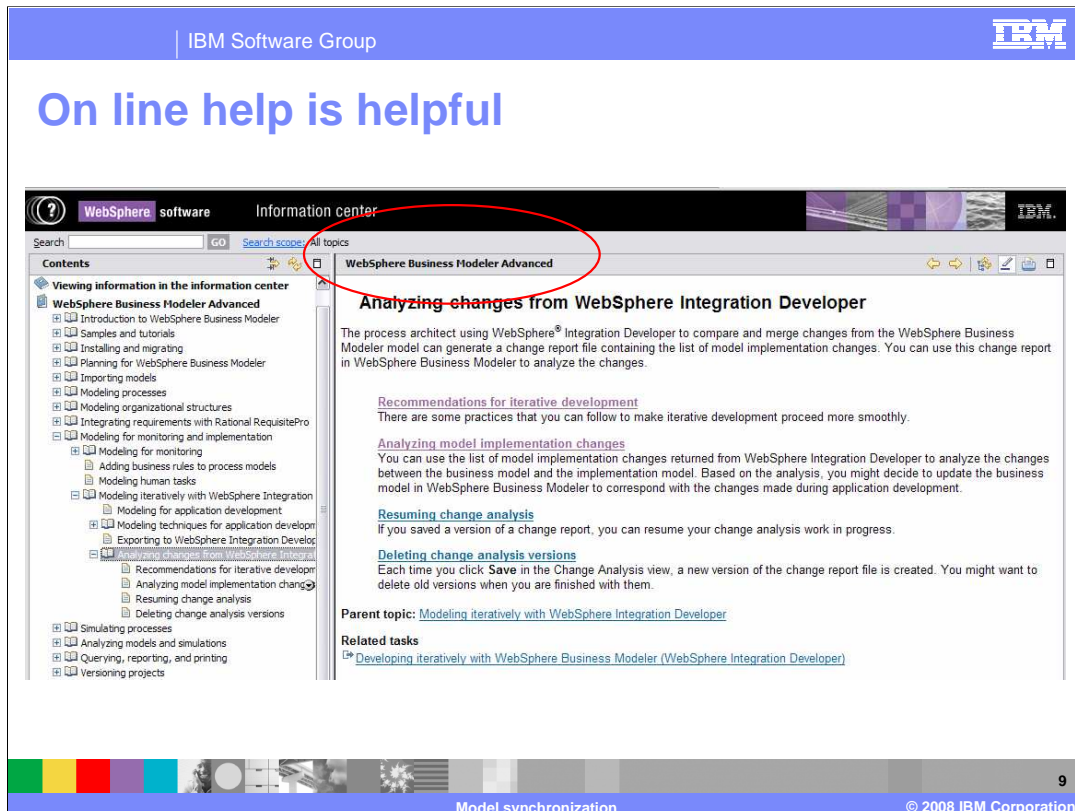 IBM Software Group
IBM
On line help is helpful
WebSphere software
Information center
IBM.
Search
GO
Search scope: All topics
Contents
Viewing information in the information center
WebSphere Business Modeler Advanced
Introduction to WebSphere Business Modeler
Samples and tutorials
Installing and migrating
Planning for WebSphere Business Modeler
Importing models
Modeling processes
Modeling organizational structures
Integrating requirements with Rational RequisitePro
Modeling for monitoring and implementation
Modeling for monitoring
Adding business rules to process models
Modeling human tasks
Modeling iteratively with WebSphere Integration
Modeling for application development
Modeling techniques for application developm
Exporting to WebSphere Integration Develop
Analyzing changes from WebSphere Integrat
Recommendations for iterative developm
Analyzing model implementation chang
Resuming change analysis
Deleting change analysis versions
Simulating processes
Analyzing models and simulations
Querying, reporting, and printing
Versioning projects
WebSphere Business Modeler Advanced
Analyzing changes from WebSphere Integration Developer
The process architect using WebSphere® Integration Developer to compare and merge changes from the WebSphere Business
Modeler model can generate a change report file containing the list of model implementation changes. You can use this change report
in WebSphere Business Modeler to analyze the changes.
Recommendations for iterative development
There are some practices that you can follow to make iterative development proceed more smoothly.
Analyzing model implementation changes
You can use the list of model implementation changes returned from WebSphere Integration Developer to analyze the changes
between the business model and the implementation model. Based on the analysis, you might decide to update the business
model in WebSphere Business Modeler to correspond with the changes made during application development.
Resuming change analysis
If you saved a version of a change report, you can resume your change analysis work in progress.
Deleting change analysis versions
Each time you click Save in the Change Analysis view, a new version of the change report file is created. You might want to
delete old versions when you are finished with them.
Parent topic: Modeling iteratively with WebSphere Integration Developer
Related tasks
Developing iteratively with WebSphere Business Modeler (WebSphere Integration Developer)
9
Model synchronization
© 2008 IBM Corporation